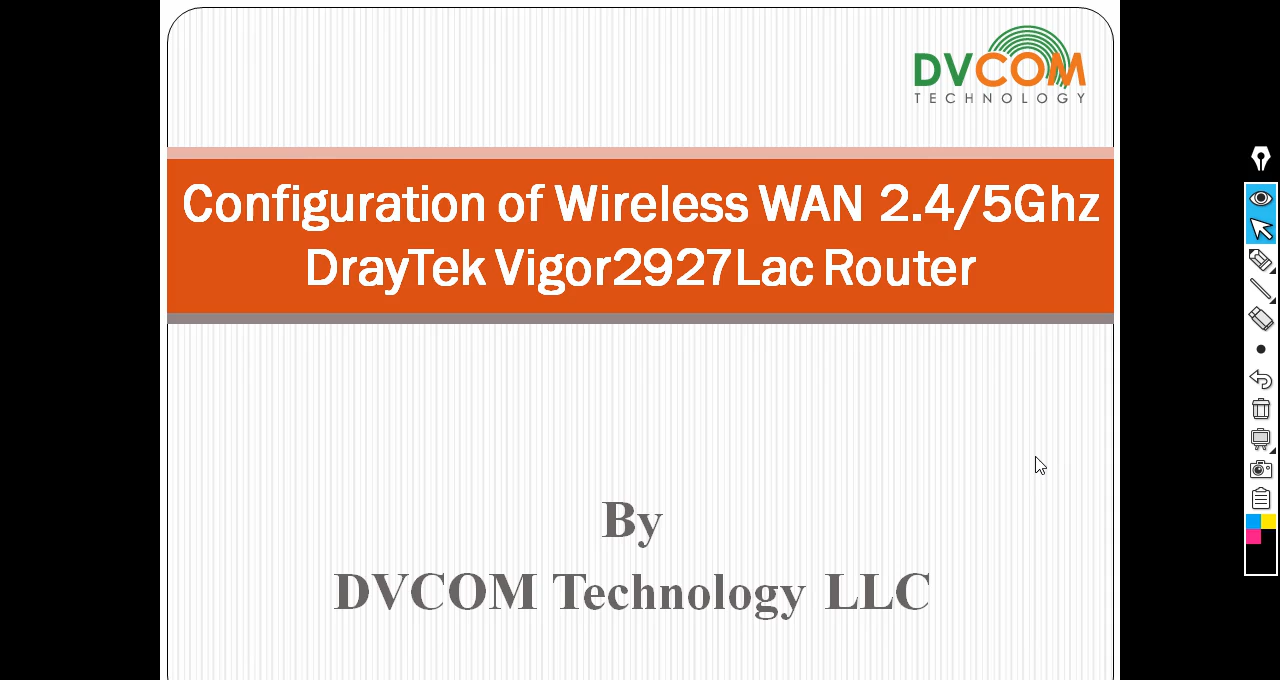 DVCOM
TECHNOLOGY
Configuration of Wireless WAN 2.4/5Ghz
DrayTek Vigor2927Lac Router
By
DVCOM Technology LLC